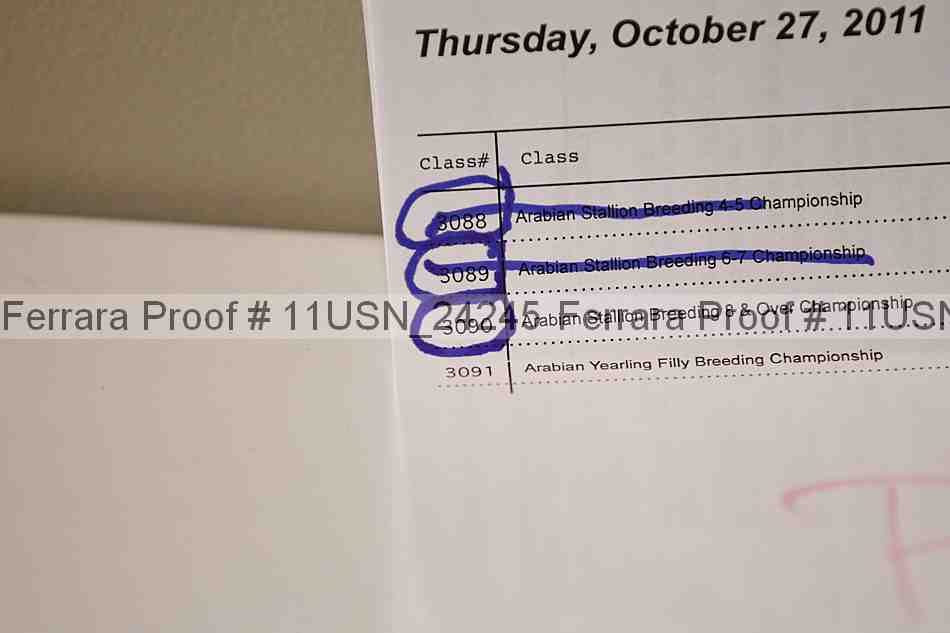 Thursday, October 27, 2011
Class# Class
3088 Arabian Stallion Breeding 4-5 Championship
3089 Arabian Stallion Breeding 6-7 Championship
Ferrara Proof # 11USN_24245 Ferrara Proof # 11USN
3090 Arabian Stallion Breeding 8 & Over Championship
3091 Arabian Yearling Filly Breeding Championship